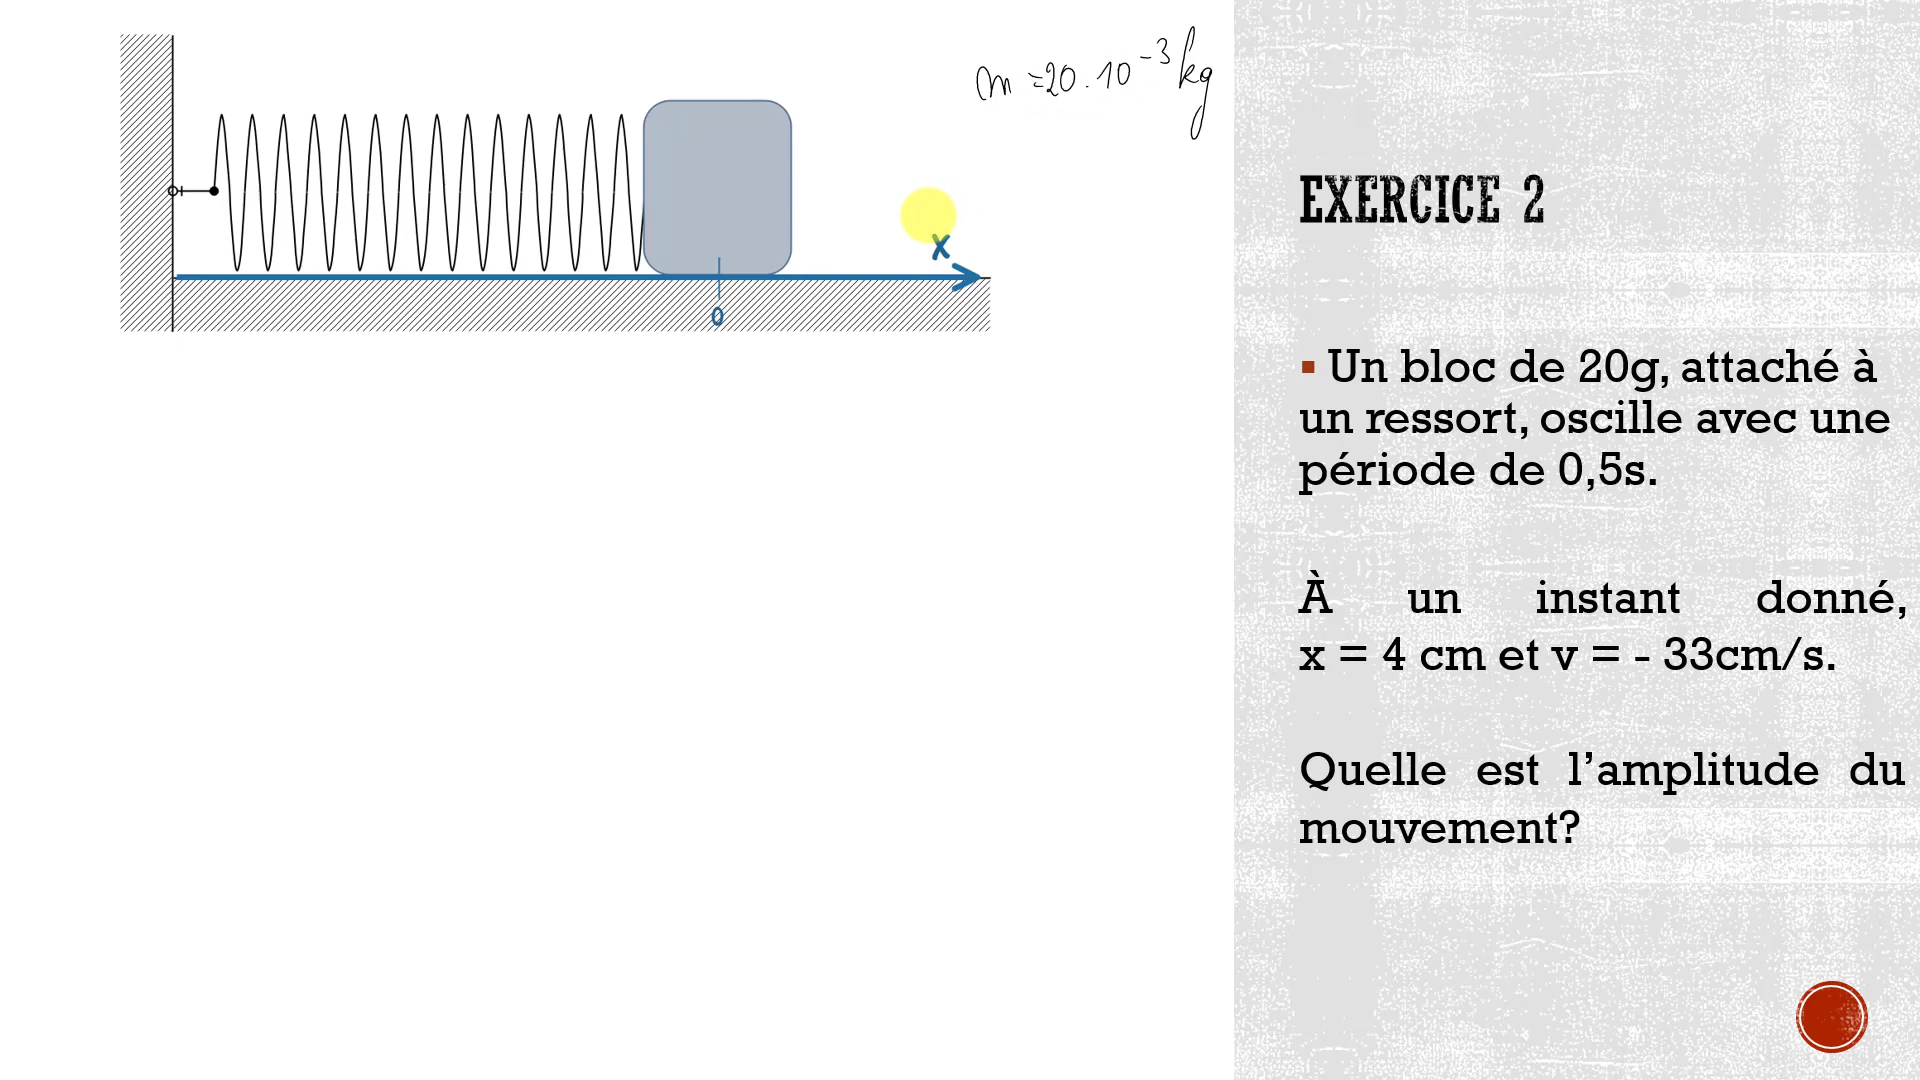 m = 20 . 10⁻³ kg
X
0
EXERCICE 2
▪ Un bloc de 20g, attaché à
un ressort, oscille avec une
période de 0,5s.
À un instant donné,
x = 4 cm et v = - 33cm/s.
Quelle est l’amplitude du
mouvement?